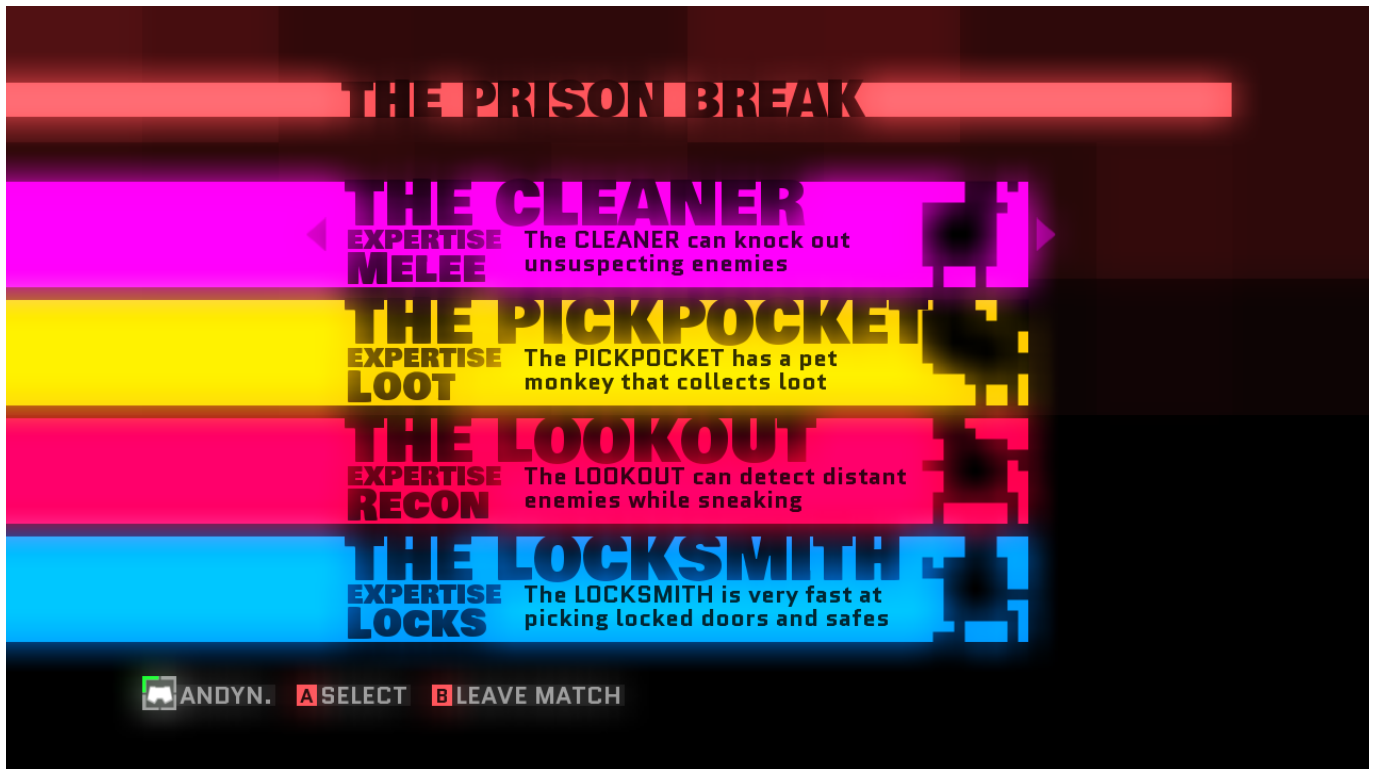 THE PRISON BREAK
THE CLEANER
EXPERTISE
MELEE
The CLEANER can knock out
unsuspecting enemies
THE PICKPOCKET
EXPERTISE
LOOT
The PICKPOCKET has a pet
monkey that collects loot
THE LOOKOUT
EXPERTISE
RECON
The LOOKOUT can detect distant
enemies while sneaking
THE LOCKSMITH
EXPERTISE
LOCKS
The LOCKSMITH is very fast at
picking locked doors and safes
ANDYN. A SELECT B LEAVE MATCH